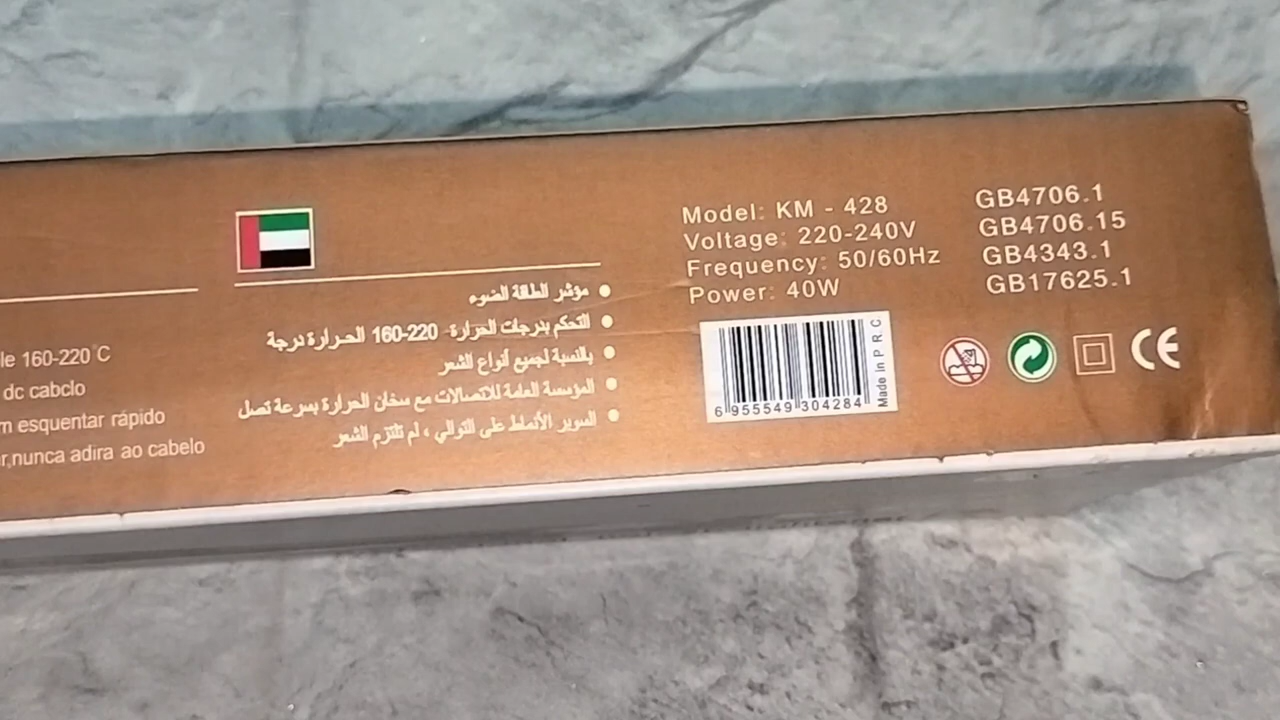 le 160-220°C
dc cabclo
m esquentar rápido
r,nunca adira ao cabelo
مؤشر الطاقة الضوء
التحكم بدرجات الحرارة- 220-160 الحرارة درجة
بالنسبة لجميع أنواع الشعر
المؤسسة العامة للاتصالات مع سخان الحرارة بسرعة تصل
السوبر الأنماط على التوالي ، لم تلتزم الشعر
Model: KM - 428
Voltage: 220-240V
Frequency: 50/60Hz
Power: 40W
6 955549 304284
Made in P R C
GB4706.1
GB4706.15
GB4343.1
GB17625.1
CE